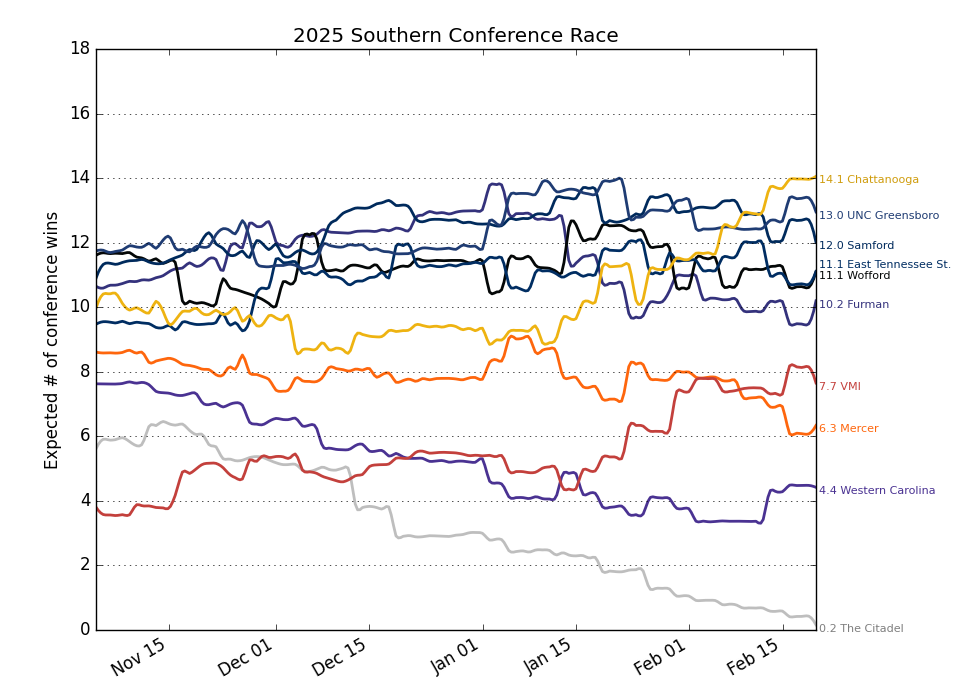 2025 Southern Conference Race
Expected # of conference wins
18
16
14
12
10
8
6
4
2
0
Nov 15
Dec 01
Dec 15
Jan 01
Jan 15
Feb 01
Feb 15
14.1 Chattanooga
13.0 UNC Greensboro
12.0 Samford
11.1 East Tennessee St.
11.1 Wofford
10.2 Furman
7.7 VMI
6.3 Mercer
4.4 Western Carolina
0.2 The Citadel